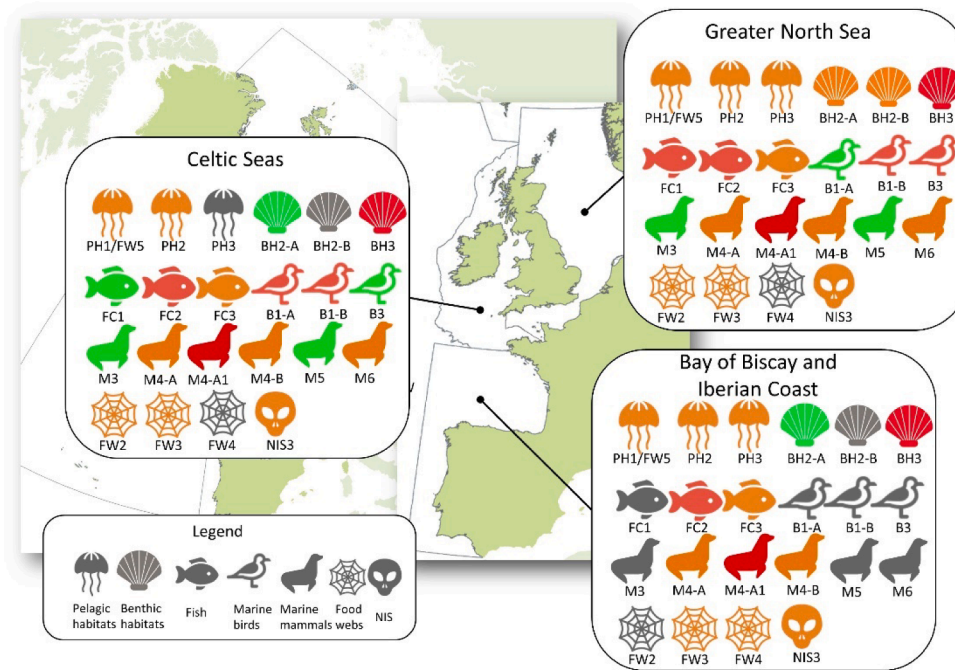 Greater North Sea
PH1/FW5 PH2 PH3 BH2-A BH2-B BH3
FC1 FC2 FC3 B1-A B1-B B3
M3 M4-A M4-A1 M4-B M5 M6
FW2 FW3 FW4 NIS3
Celtic Seas
PH1/FW5 PH2 PH3 BH2-A BH2-B BH3
FC1 FC2 FC3 B1-A B1-B B3
M3 M4-A M4-A1 M4-B M5 M6
FW2 FW3 FW4 NIS3
Bay of Biscay and
Iberian Coast
PH1/FW5 PH2 PH3 BH2-A BH2-B BH3
FC1 FC2 FC3 B1-A B1-B B3
M3 M4-A M4-A1 M4-B M5 M6
FW2 FW3 FW4 NIS3
Legend
Pelagic Benthic Fish Marine Marine Food NIS
habitats habitats birds mammals webs